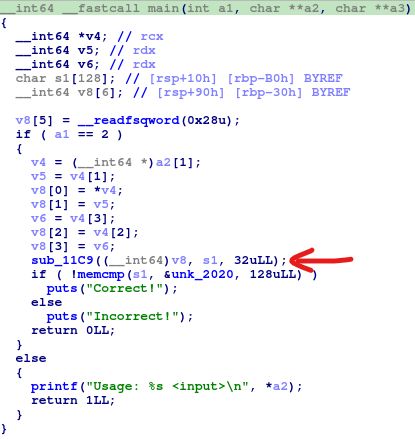 __int64 __fastcall main(int a1, char **a2, char **a3)
{
  __int64 *v4; // rcx
  __int64 v5; // rdx
  __int64 v6; // rdx
  char s1[128]; // [rsp+10h] [rbp-B0h] BYREF
  __int64 v8[6]; // [rsp+90h] [rbp-30h] BYREF

  v8[5] = __readfsqword(0x28u);
  if ( a1 == 2 )
  {
    v4 = (__int64 *)a2[1];
    v5 = v4[1];
    v8[0] = *v4;
    v8[1] = v5;
    v6 = v4[3];
    v8[2] = v4[2];
    v8[3] = v6;
    sub_11C9((__int64)v8, s1, 32uLL);
    if ( !memcmp(s1, &unk_2020, 128uLL) )
      puts("Correct!");
    else
      puts("Incorrect!");
    return 0LL;
  }
  else
  {
    printf("Usage: %s <input>\n", *a2);
    return 1LL;
  }
}